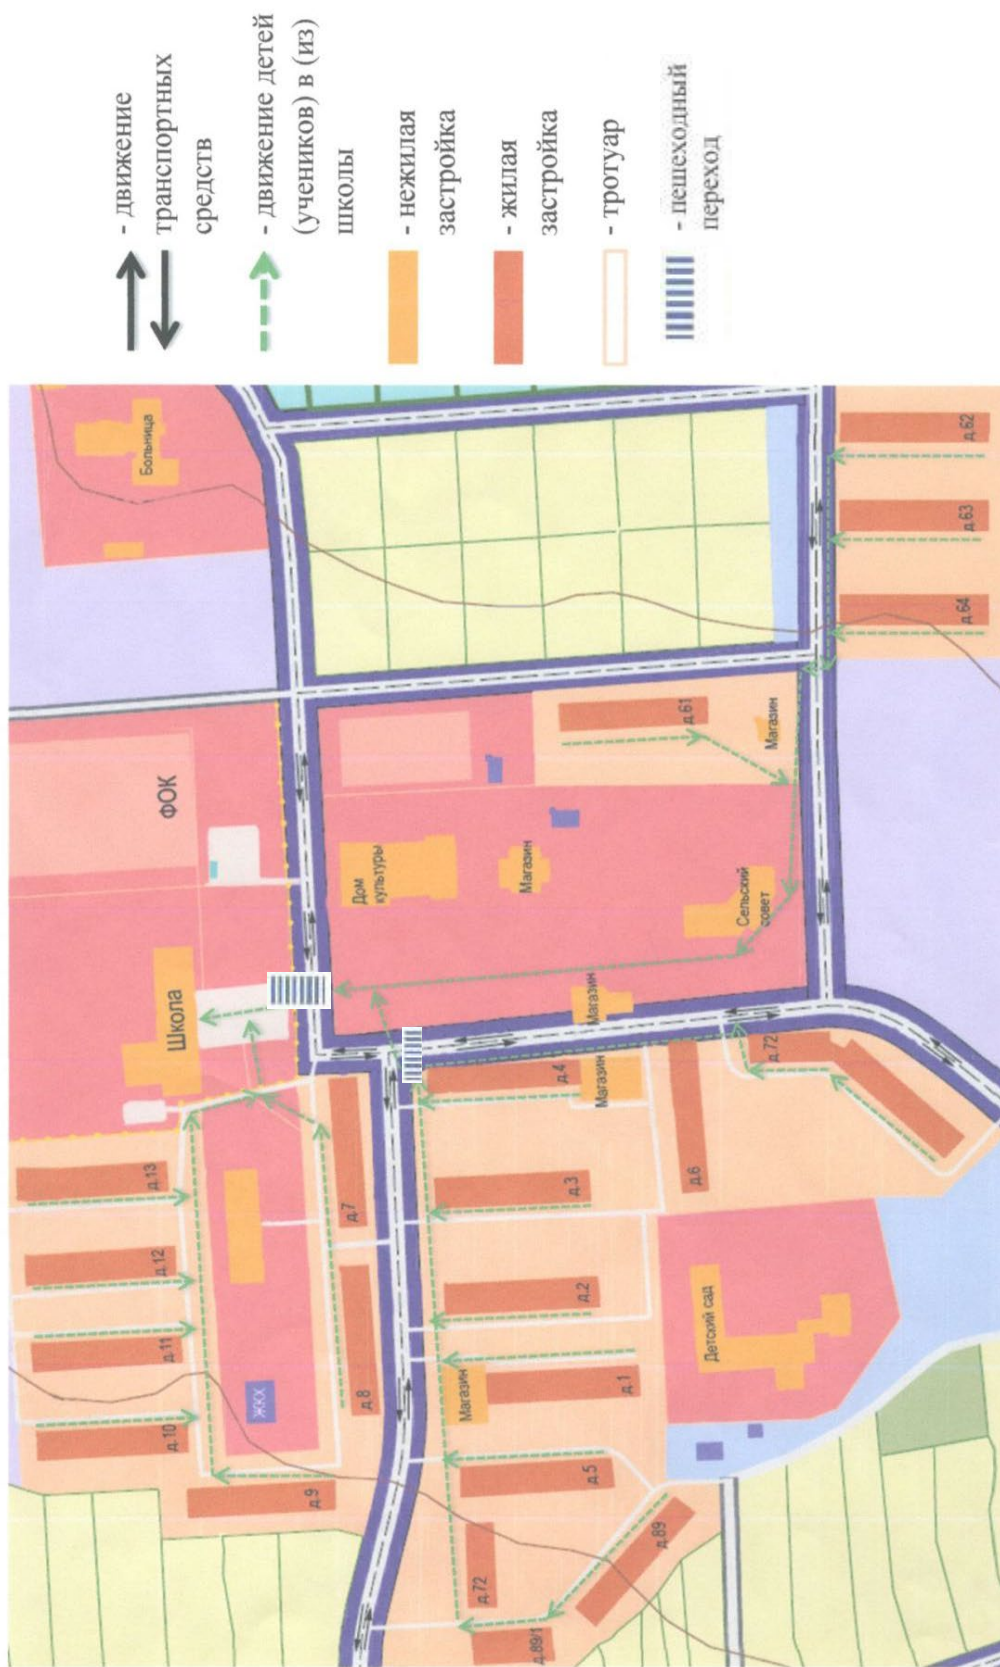 - движение
транспортных
средств
- движение детей
(учеников) в (из)
школы
- нежилая
застройка
- жилая
застройка
- тротуар
- пешеходный
переход
Больница
ФОК
Школа
Дом
культуры
Магазин
Сельский
совет
Магазин
Магазин
Магазин
Магазин
Детский сад
ЖКХ
д.62
д.63
д.64
д.61
д.72
д.4
д.6
д.3
д.2
д.1
д.5
д.89
д.72
д.89/1
д.7
д.8
д.9
д.10
д.11
д.12
д.13